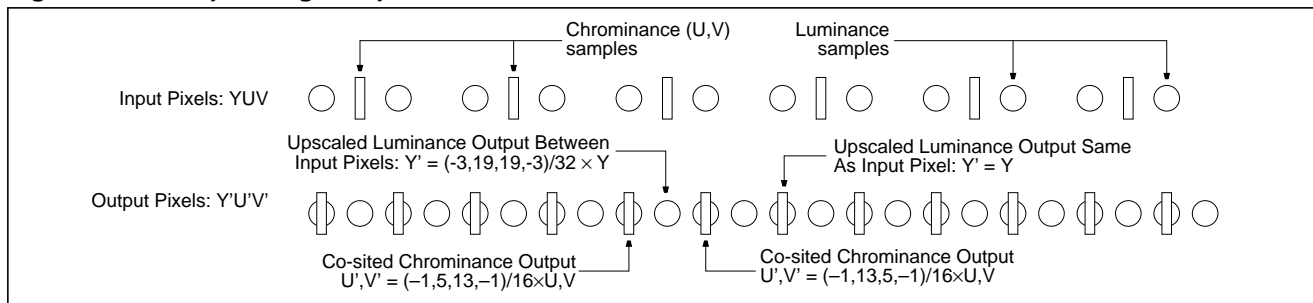 Chrominance (U,V)
samples
Luminance
samples
Input Pixels: YUV
Upscaled Luminance Output Between
Input Pixels: Y' = (-3,19,19,-3)/32 × Y
Upscaled Luminance Output Same
As Input Pixel: Y' = Y
Output Pixels: Y'U'V'
Co-sited Chrominance Output
U',V' = (–1,5,13,–1)/16×U,V
Co-sited Chrominance Output
U',V' = (–1,13,5,–1)/16×U,V